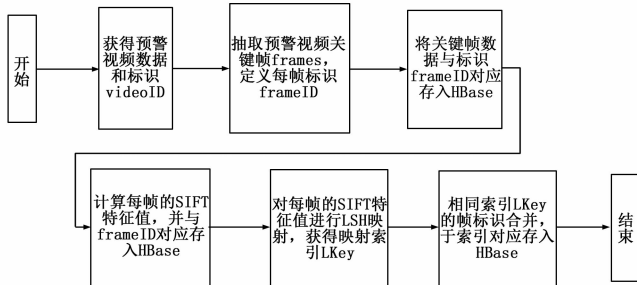 开
始
获得预警
视频数据
和标识
videoID
抽取预警视频关
键帧frames，
定义每帧标识
frameID
将关键帧数
据与标识
frameID对应
存入HBase
计算每帧的SIFT
特征值，并与
frameID对应存
入HBase
对每帧的SIFT特
征值进行LSH映
射，获得映射索
引LKey
相同索引LKey
的帧标识合并，
于索引对应存入
HBase
结
束